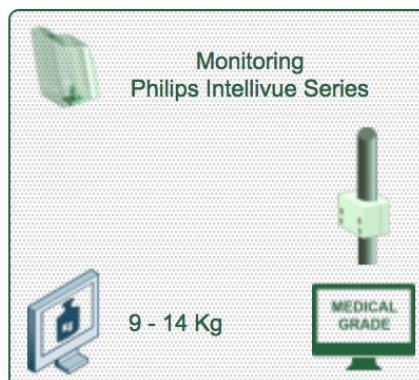 Monitoring
Philips Intellivue Series
KG
9 - 14 Kg
MEDICAL
GRADE